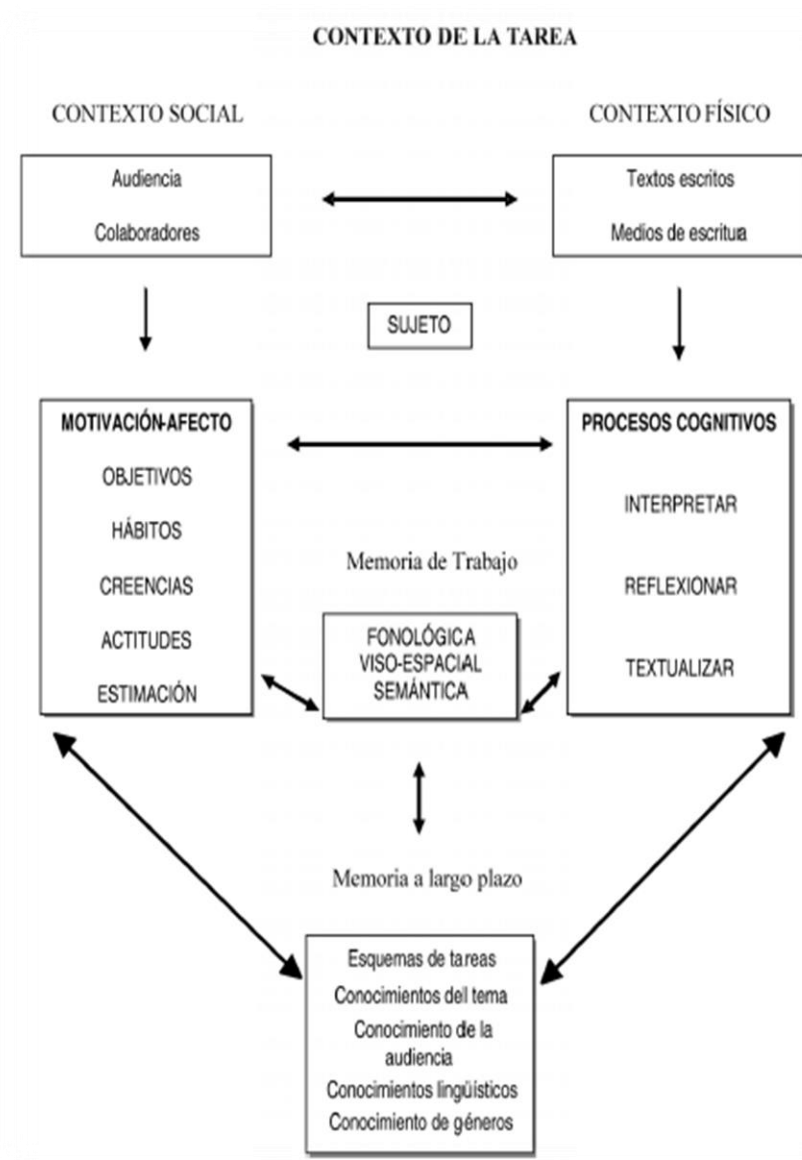 CONTEXTO DE LA TAREA
CONTEXTO SOCIAL
CONTEXTO FÍSICO
Audiencia
Colaboradores
Textos escritos
Medios de escritura
SUJETO
MOTIVACIÓN-AFECTO
OBJETIVOS
HÁBITOS
CREENCIAS
ACTITUDES
ESTIMACIÓN
PROCESOS COGNITIVOS
INTERPRETAR
REFLEXIONAR
TEXTUALIZAR
Memoria de Trabajo
FONOLÓGICA
VISO-ESPACIAL
SEMÁNTICA
Memoria a largo plazo
Esquemas de tareas
Conocimientos del tema
Conocimiento de la
audiencia
Conocimientos lingüísticos
Conocimiento de géneros